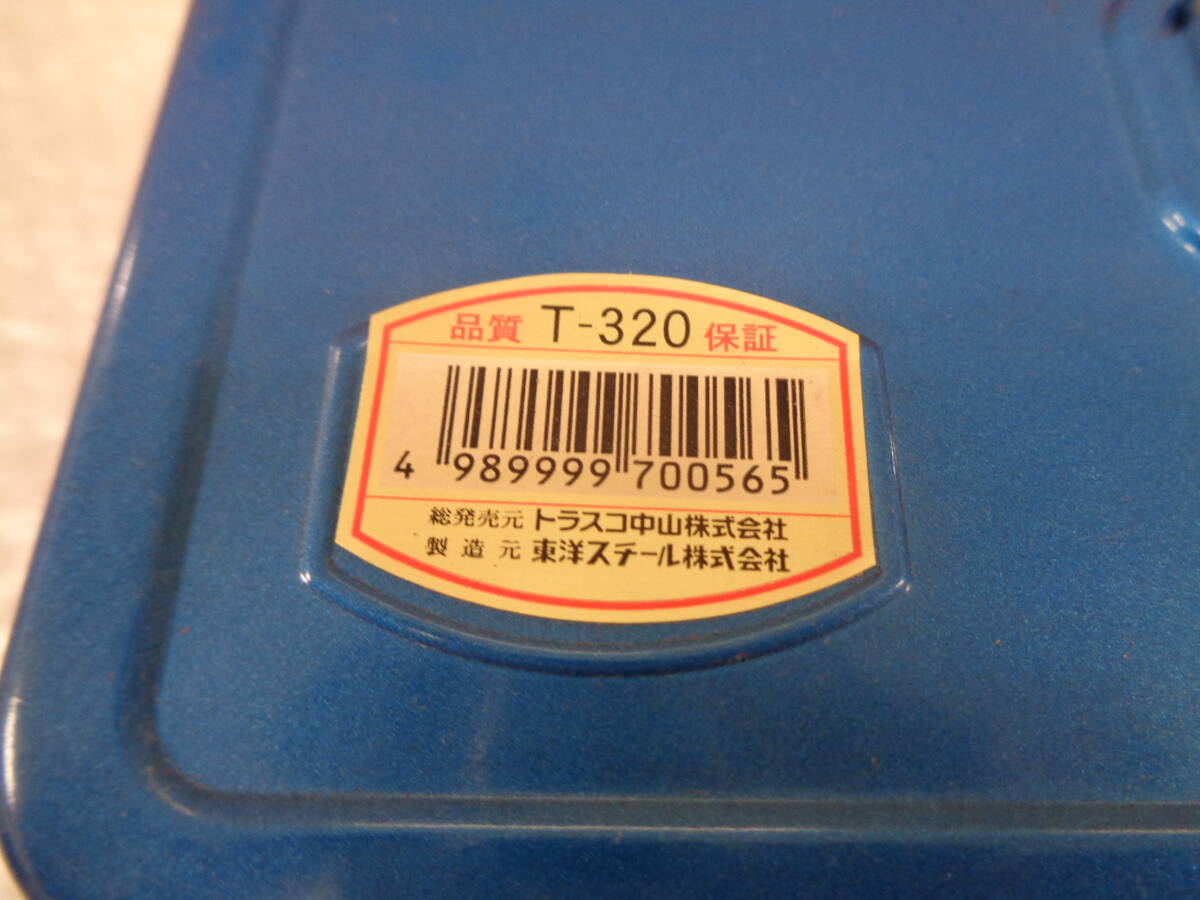 品質 T-320 保証
4 989999 700565
総発売元 トラスコ中山株式会社
製造元 東洋スチール株式会社